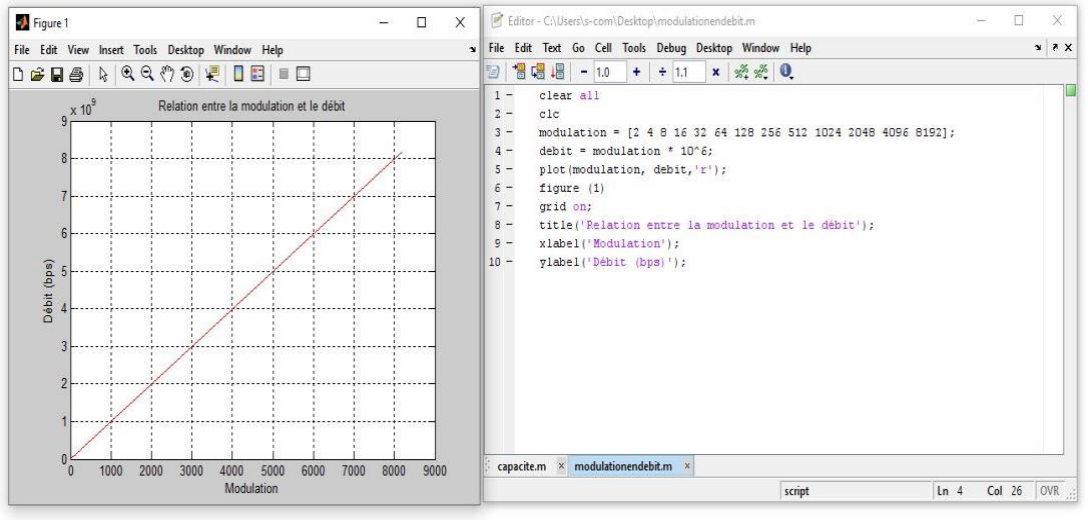 Figure 1
File Edit View Insert Tools Desktop Window Help
Relation entre la modulation et le débit
x 10^9
9
8
7
6
5
4
3
2
1
0
Débit (bps)
0 1000 2000 3000 4000 5000 6000 7000 8000 9000
Modulation
Editor - C:\Users\s-com\Desktop\modulationendebit.m
File Edit Text Go Cell Tools Debug Desktop Window Help
- 1.0 + ÷ 1.1 ×
1 - clear all
2 - clc
3 - modulation = [2 4 8 16 32 64 128 256 512 1024 2048 4096 8192];
4 - debit = modulation * 10^6;
5 - plot(modulation, debit,'r');
6 - figure (1)
7 - grid on;
8 - title('Relation entre la modulation et le débit');
9 - xlabel('Modulation');
10 - ylabel('Débit (bps)');
capacite.m × modulationendebit.m ×
script Ln 4 Col 26 OVR